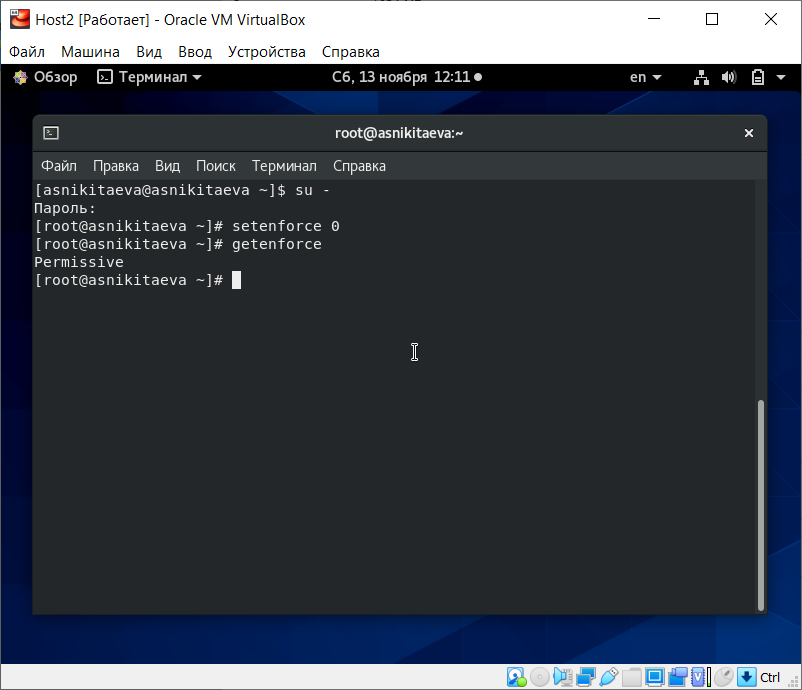 Host2 [Работает] - Oracle VM VirtualBox
Файл Машина Вид Ввод Устройства Справка
Обзор Терминал Сб, 13 ноября 12:11 en
root@asnikitaeva:~
Файл Правка Вид Поиск Терминал Справка
[asnikitaeva@asnikitaeva ~]$ su -
Пароль:
[root@asnikitaeva ~]# setenforce 0
[root@asnikitaeva ~]# getenforce
Permissive
[root@asnikitaeva ~]#
Ctrl